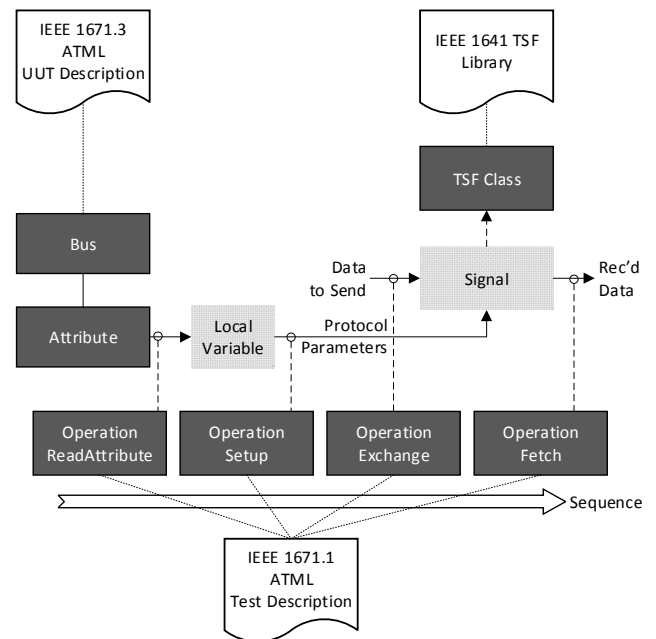 IEEE 1671.3
ATML
UUT Description
IEEE 1641 TSF
Library
TSF Class
Bus
Data
to Send
Signal
Rec'd
Data
Attribute
Local
Variable
Protocol
Parameters
Operation
ReadAttribute
Operation
Setup
Operation
Exchange
Operation
Fetch
Sequence
IEEE 1671.1
ATML
Test Description